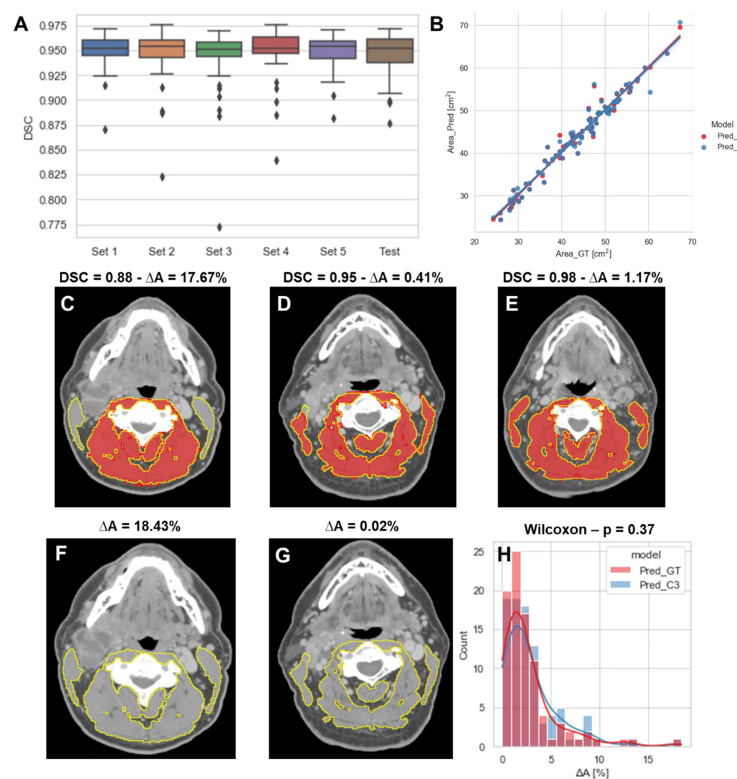 A
DSC
0.975
0.950
0.925
0.900
0.875
0.850
0.825
0.800
0.775
Set 1 Set 2 Set 3 Set 4 Set 5 Test
B
Area_Pred [cm²]
70
60
50
40
30
20 30 40 50 60 70
Area_GT [cm²]
Model
Pred_
Pred_
DSC = 0.88 - ΔA = 17.67%
C
DSC = 0.95 - ΔA = 0.41%
D
DSC = 0.98 - ΔA = 1.17%
E
ΔA = 18.43%
F
ΔA = 0.02%
G
Wilcoxon – p = 0.37
H
model
Pred_GT
Pred_C3
Count
25
20
15
10
5
0
0 5 10 15
ΔA [%]